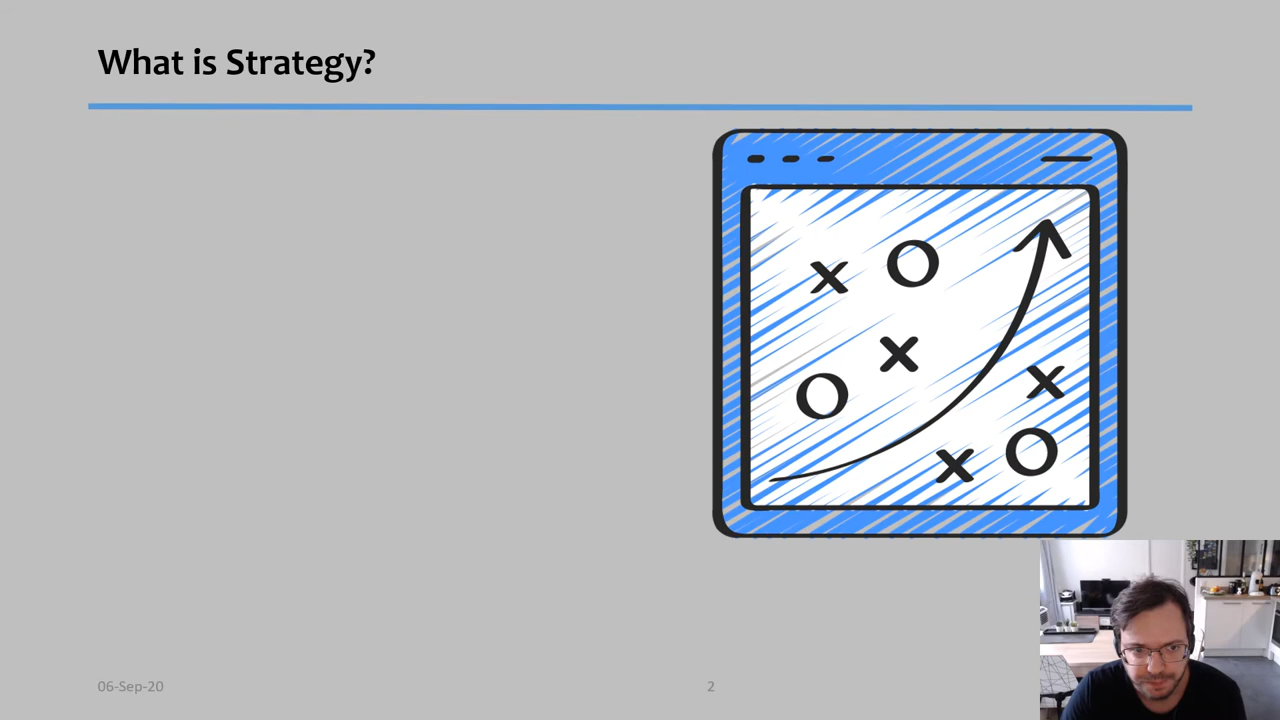 What is Strategy?
x O
x
O
x
x O
06-Sep-20
2